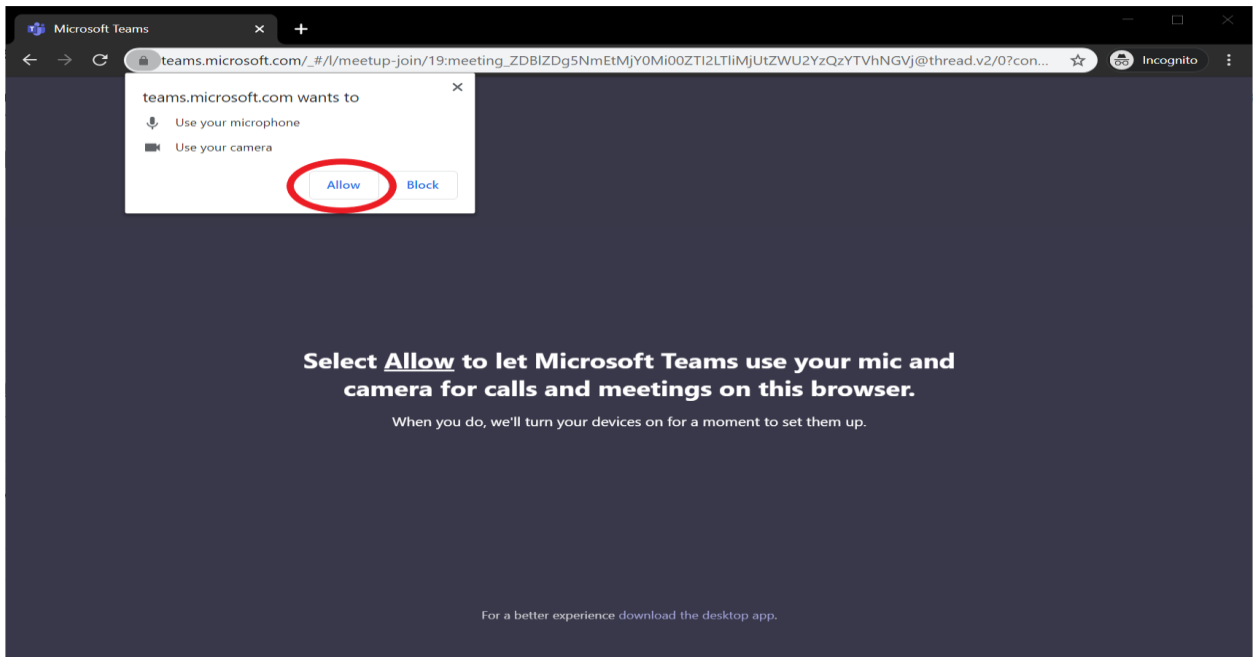 Microsoft Teams
teams.microsoft.com/_#/l/meetup-join/19:meeting_ZDBlZDg5NmEtMjY0Mi00ZTI2LTliMjUtZWU2YzQzYTVhNGVj@thread.v2/0?con...
Incognito
teams.microsoft.com wants to
Use your microphone
Use your camera
Allow
Block
Select Allow to let Microsoft Teams use your mic and
camera for calls and meetings on this browser.
When you do, we'll turn your devices on for a moment to set them up.
For a better experience download the desktop app.